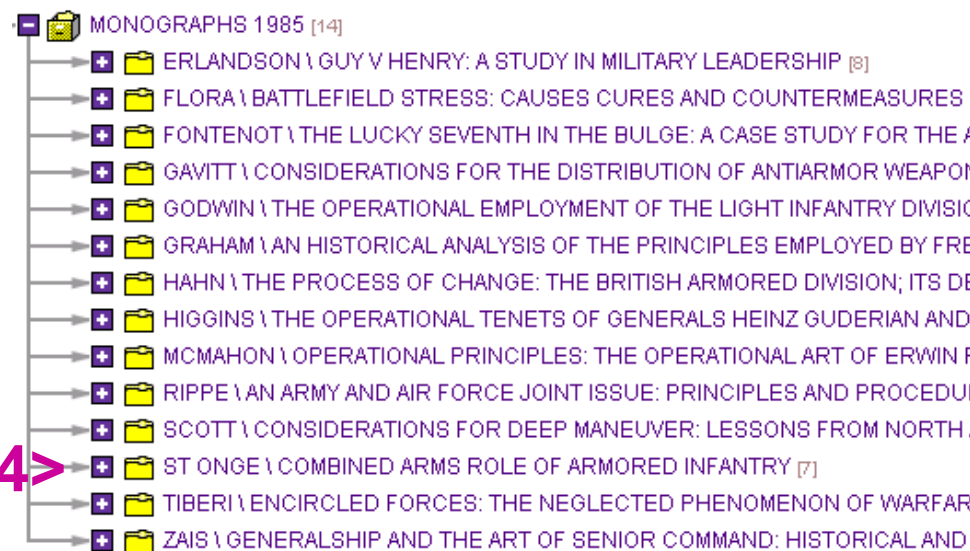 MONOGRAPHS 1985 [14]
ERLANDSON \ GUY V HENRY: A STUDY IN MILITARY LEADERSHIP [8]
FLORA \ BATTLEFIELD STRESS: CAUSES CURES AND COUNTERMEASURES
FONTENOT \ THE LUCKY SEVENTH IN THE BULGE: A CASE STUDY FOR THE
GAVITT \ CONSIDERATIONS FOR THE DISTRIBUTION OF ANTIARMOR
GODWIN \ THE OPERATIONAL EMPLOYMENT OF THE LIGHT INFANTRY
GRAHAM \ AN HISTORICAL ANALYSIS OF THE PRINCIPLES EMPLOYED BY
HAHN \ THE PROCESS OF CHANGE: THE BRITISH ARMORED DIVISION; ITS
HIGGINS \ THE OPERATIONAL TENETS OF GENERALS HEINZ GUDERIAN AND
MCMAHON \ OPERATIONAL PRINCIPLES: THE OPERATIONAL ART OF ERWIN
RIPPE \ AN ARMY AND AIR FORCE JOINT ISSUE: PRINCIPLES AND
SCOTT \ CONSIDERATIONS FOR DEEP MANEUVER: LESSONS FROM NORTH
4> ST ONGE \ COMBINED ARMS ROLE OF ARMORED INFANTRY [7]
TIBERI \ ENCIRCLED FORCES: THE NEGLECTED PHENOMENON OF
ZAIS \ GENERALSHIP AND THE ART OF SENIOR COMMAND: HISTORICAL AND